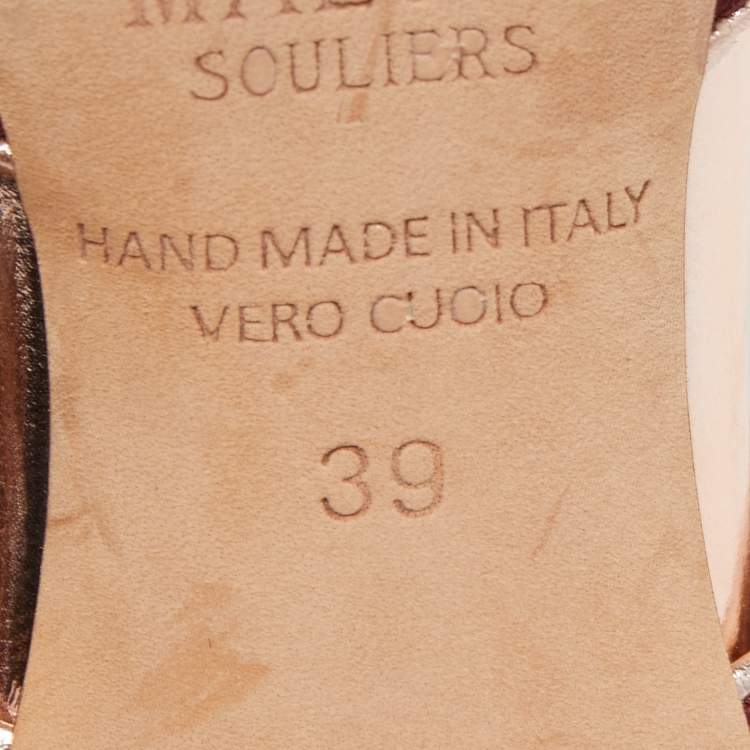 SOULIERS
HAND MADE IN ITALY
VERO CUOIO
39